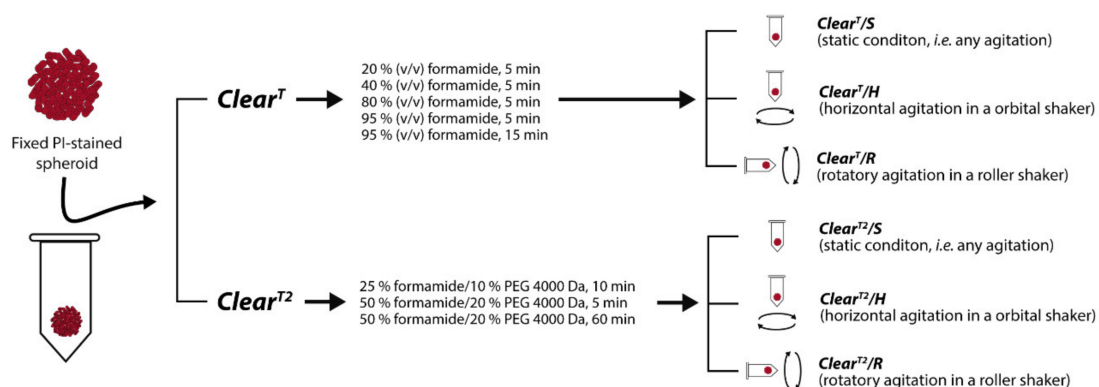 Fixed PI-stained
spheroid
Clear^T
20 % (v/v) formamide, 5 min
40 % (v/v) formamide, 5 min
80 % (v/v) formamide, 5 min
95 % (v/v) formamide, 5 min
95 % (v/v) formamide, 15 min
Clear^T/S
(static conditon, i.e. any agitation)
Clear^T/H
(horizontal agitation in a orbital shaker)
Clear^T/R
(rotatory agitation in a roller shaker)
Clear^T2
25 % formamide/10 % PEG 4000 Da, 10 min
50 % formamide/20 % PEG 4000 Da, 5 min
50 % formamide/20 % PEG 4000 Da, 60 min
Clear^T2/S
(static conditon, i.e. any agitation)
Clear^T2/H
(horizontal agitation in a orbital shaker)
Clear^T2/R
(rotatory agitation in a roller shaker)